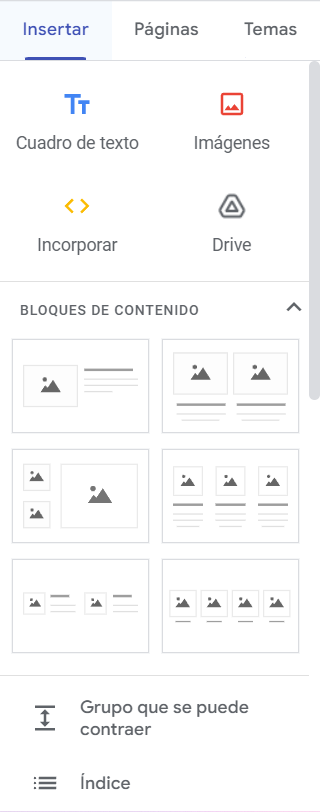 Insertar
Páginas
Temas
Cuadro de texto
Imágenes
Incorporar
Drive
BLOQUES DE CONTENIDO
Grupo que se puede
contraer
Índice